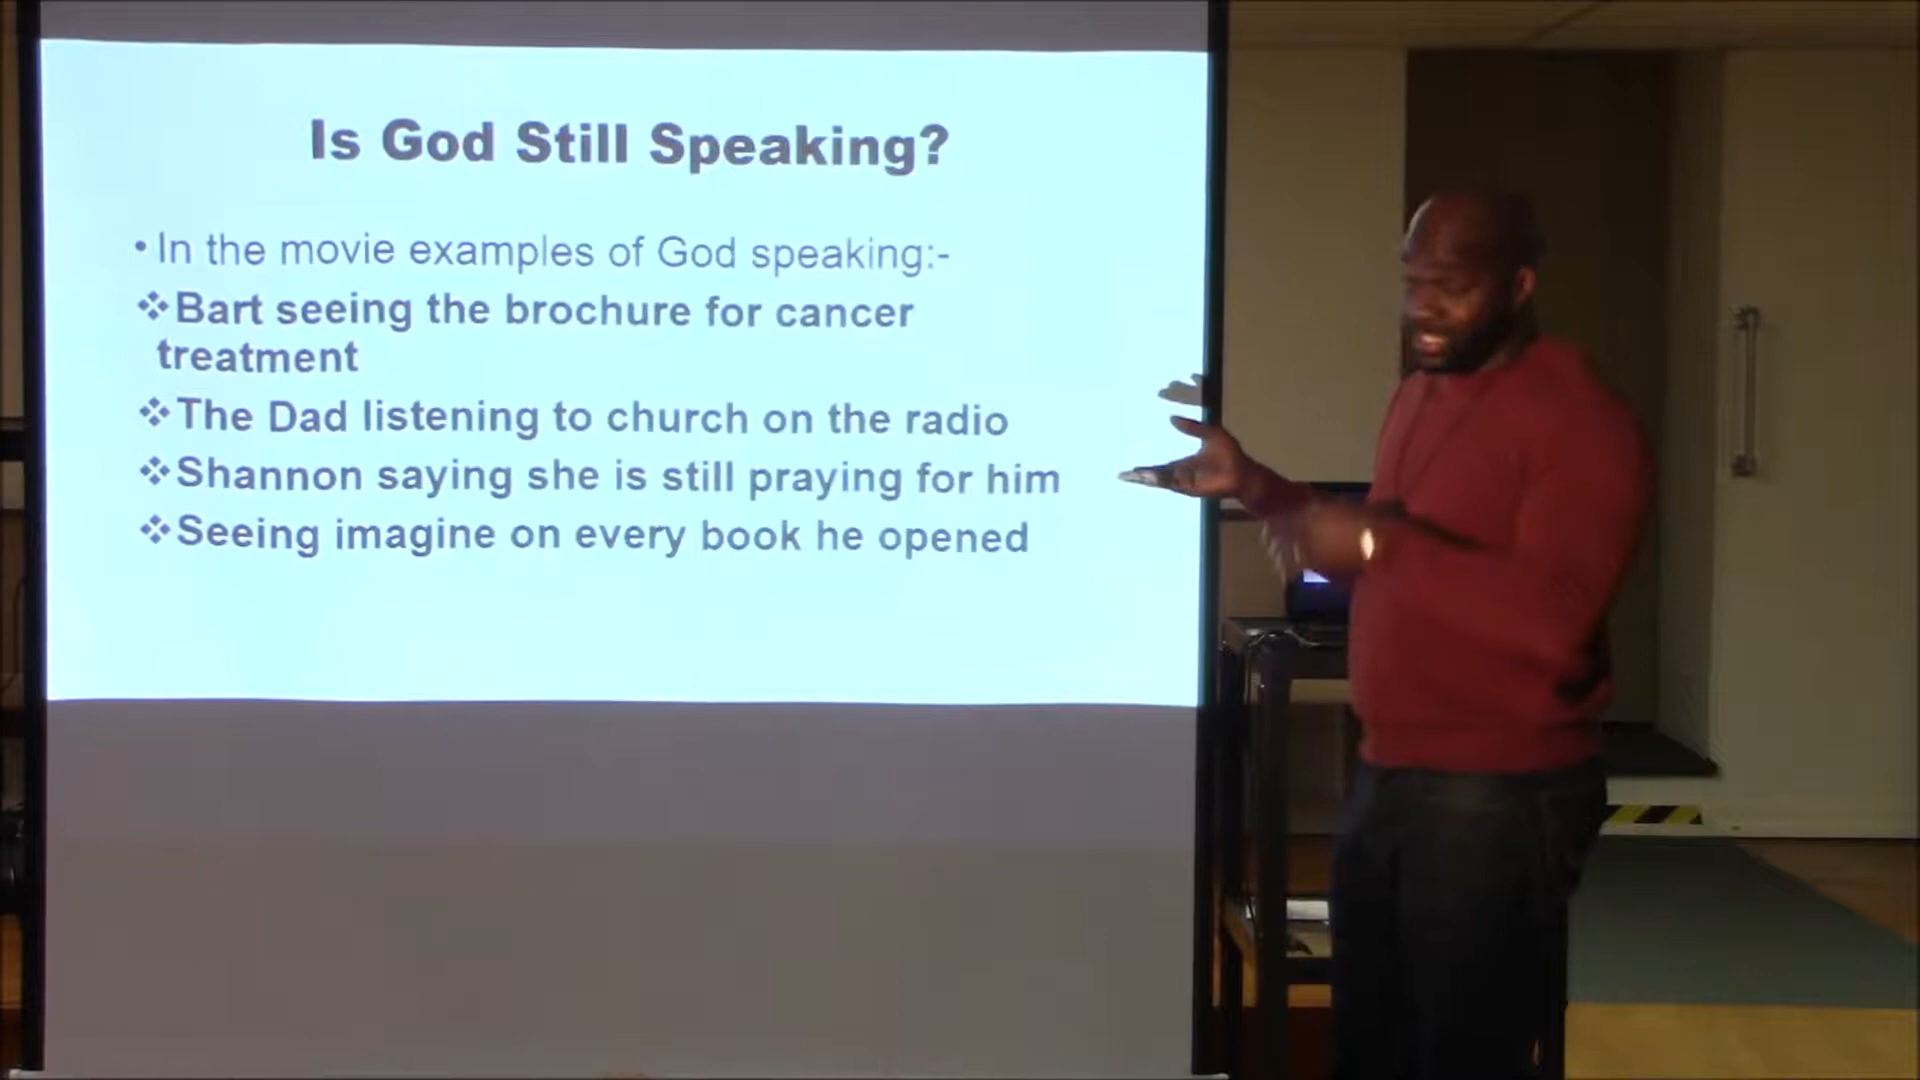 Is God Still Speaking?
• In the movie examples of God speaking:-
❖ Bart seeing the brochure for cancer
treatment
❖ The Dad listening to church on the radio
❖ Shannon saying she is still praying for him
❖ Seeing imagine on every book he opened